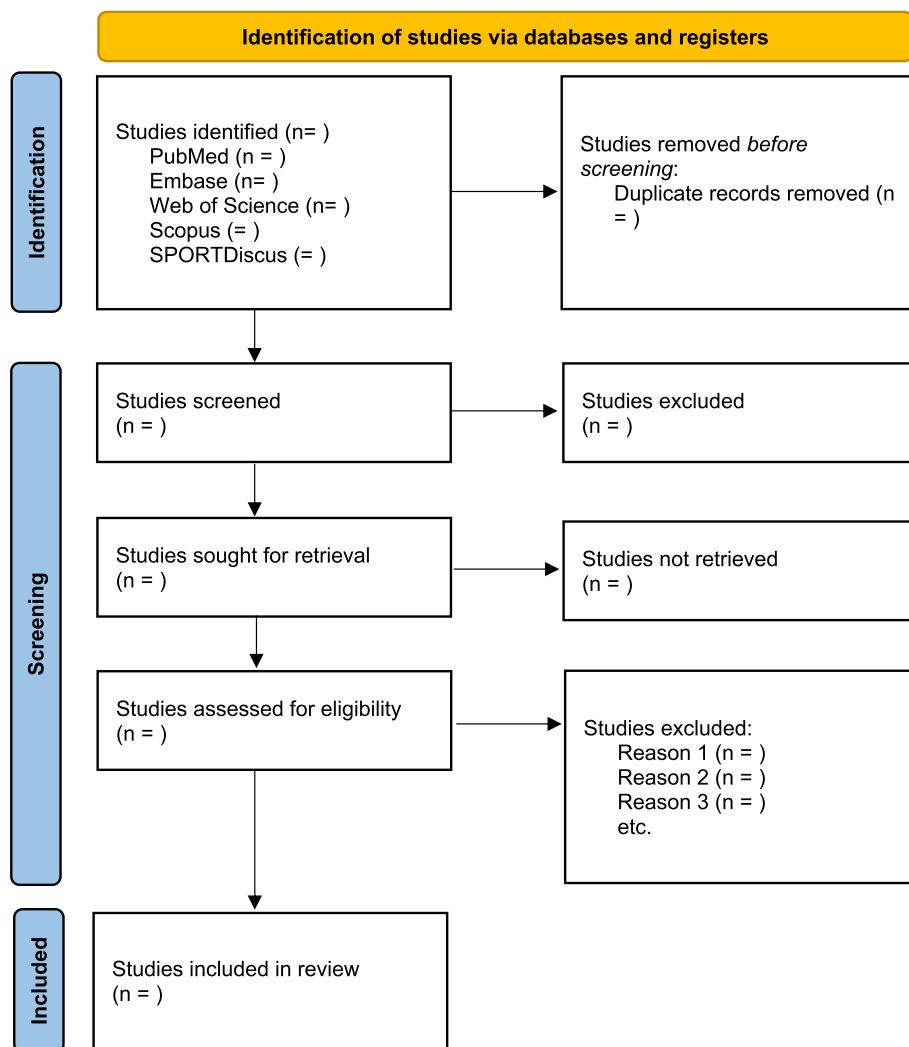 Identification of studies via databases and registers
Identification
Studies identified (n= )
PubMed (n = )
Embase (n= )
Web of Science (n= )
Scopus (= )
SPORTDiscus (= )
Studies removed before
screening:
Duplicate records removed (n
= )
Screening
Studies screened
(n = )
Studies excluded
(n = )
Studies sought for retrieval
(n = )
Studies not retrieved
(n = )
Studies assessed for eligibility
(n = )
Studies excluded:
Reason 1 (n = )
Reason 2 (n = )
Reason 3 (n = )
etc.
Included
Studies included in review
(n = )